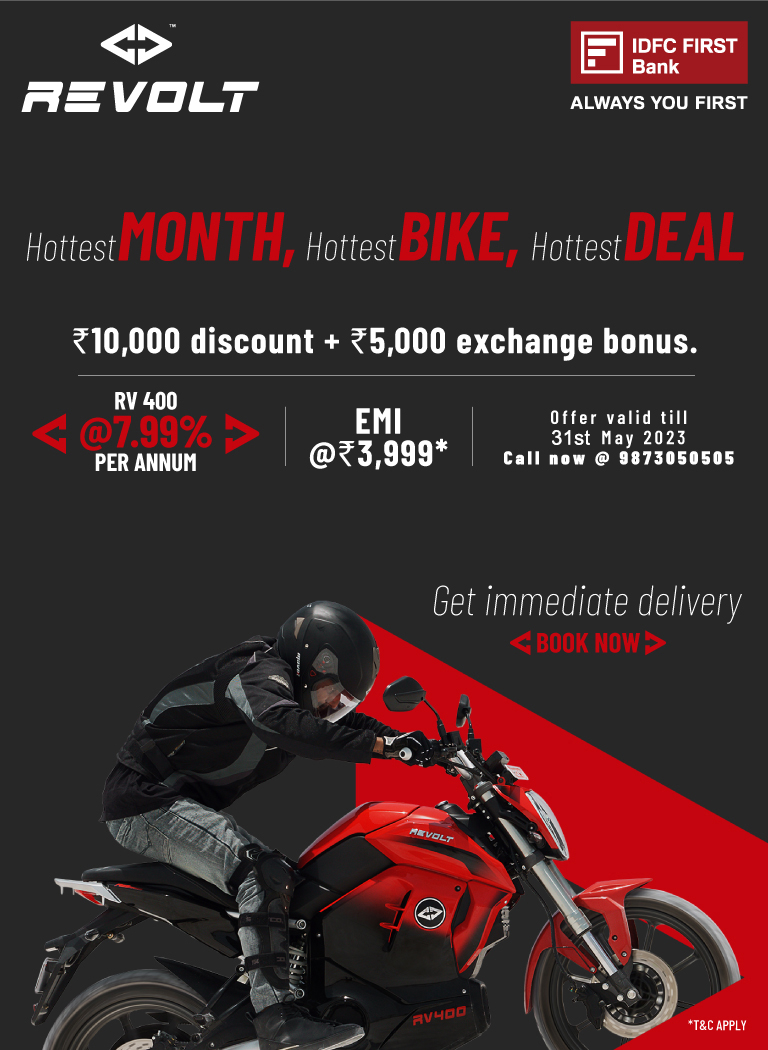 REVOLT
™
IDFC FIRST
Bank
ALWAYS YOU FIRST
Hottest MONTH, Hottest BIKE, Hottest DEAL
₹10,000 discount + ₹5,000 exchange bonus.
RV 400
@7.99%
PER ANNUM
EMI
@₹3,999*
Offer valid till
31st May 2023
Call now @ 9873050505
Get immediate delivery
BOOK NOW
REVOLT
RV400
*T&C APPLY